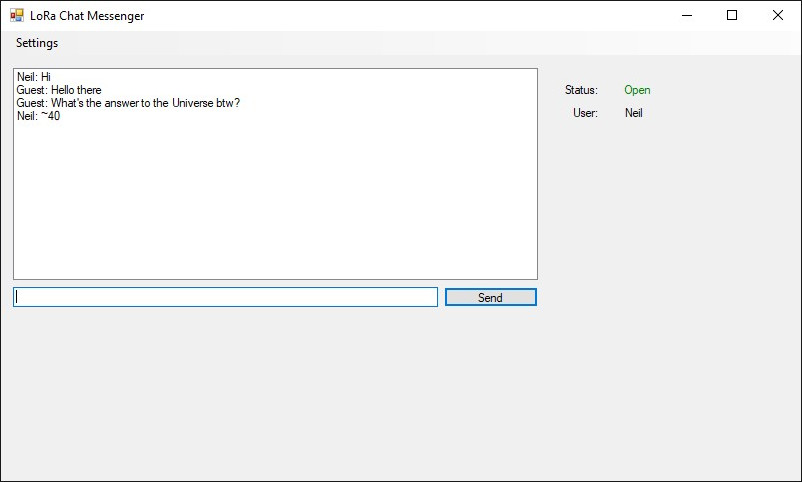 LoRa Chat Messenger
Settings
Neil: Hi
Guest: Hello there
Guest: What's the answer to the Universe btw?
Neil: ~40
Status: Open
User: Neil
Send